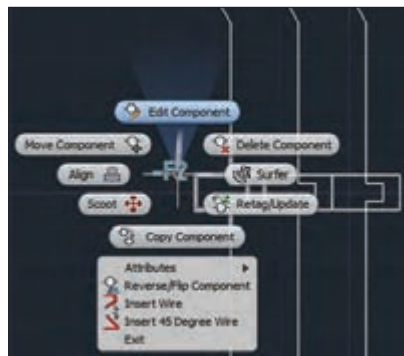 Edit Component
Move Component
Delete Component
Align
Surfer
Scoot
Retag/Update
Copy Component
Attributes
Reverse/Flip Component
Insert Wire
Insert 45 Degree Wire
Exit